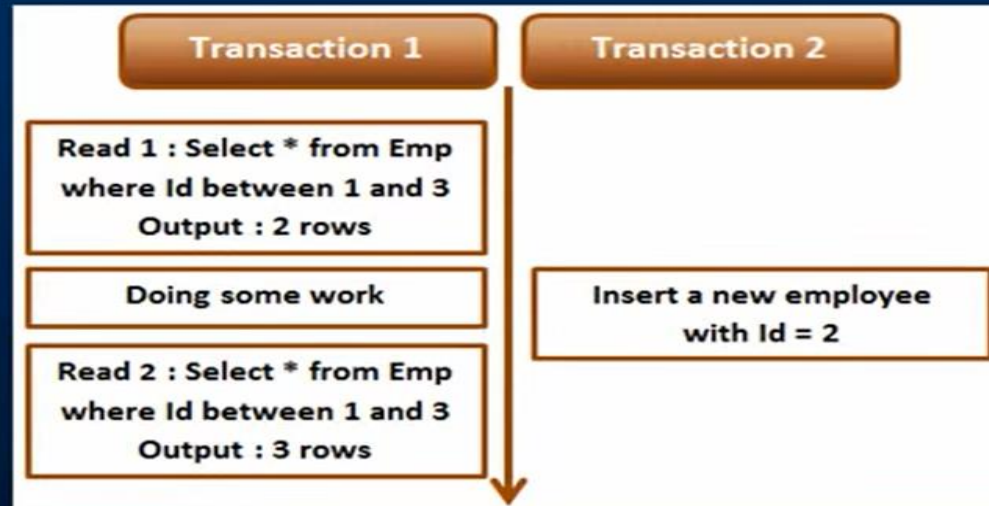 Transaction 1
Transaction 2
Read 1 : Select * from Emp
where Id between 1 and 3
Output : 2 rows
Doing some work
Insert a new employee
with Id = 2
Read 2 : Select * from Emp
where Id between 1 and 3
Output : 3 rows